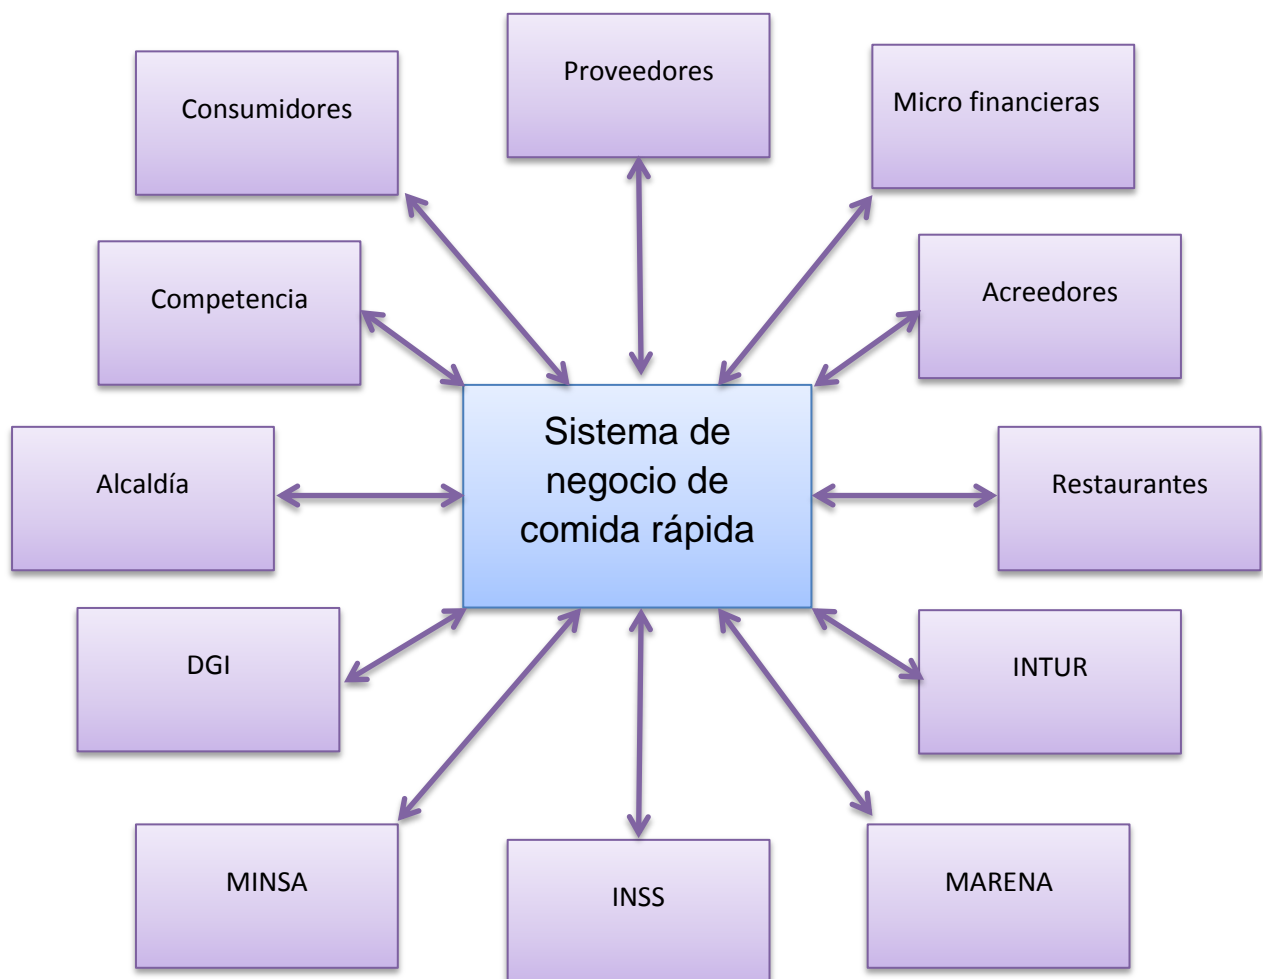 Proveedores
Consumidores
Micro financieras
Competencia
Acreedores
Sistema de
negocio de
comida rápida
Alcaldía
Restaurantes
DGI
INTUR
MINSA
INSS
MARENA